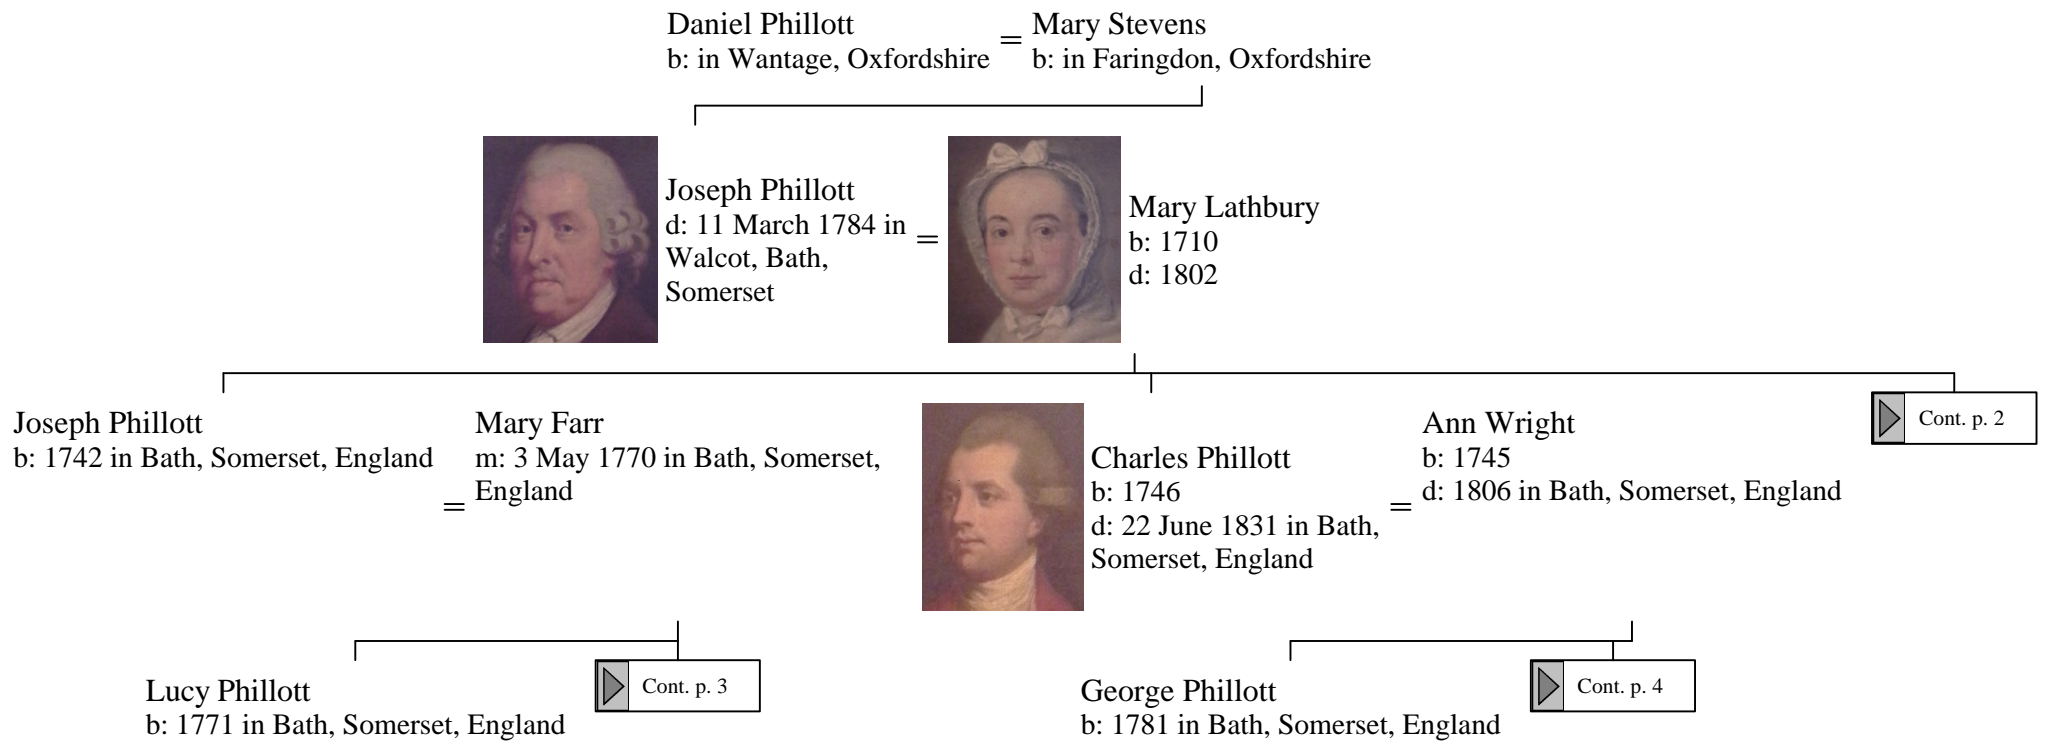 Daniel Phillott
b: in Wantage, Oxfordshire
=
Mary Stevens
b: in Faringdon, Oxfordshire
Joseph Phillott
d: 11 March 1784 in
Walcot, Bath,
Somerset
=
Mary Lathbury
b: 1710
d: 1802
Joseph Phillott
b: 1742 in Bath, Somerset, England
=
Mary Farr
m: 3 May 1770 in Bath, Somerset,
England
Charles Phillott
b: 1746
d: 22 June 1831 in Bath,
Somerset, England
=
Ann Wright
b: 1745
d: 1806 in Bath, Somerset, England
Cont. p. 2
Lucy Phillott
b: 1771 in Bath, Somerset, England
Cont. p. 3
George Phillott
b: 1781 in Bath, Somerset, England
Cont. p. 4